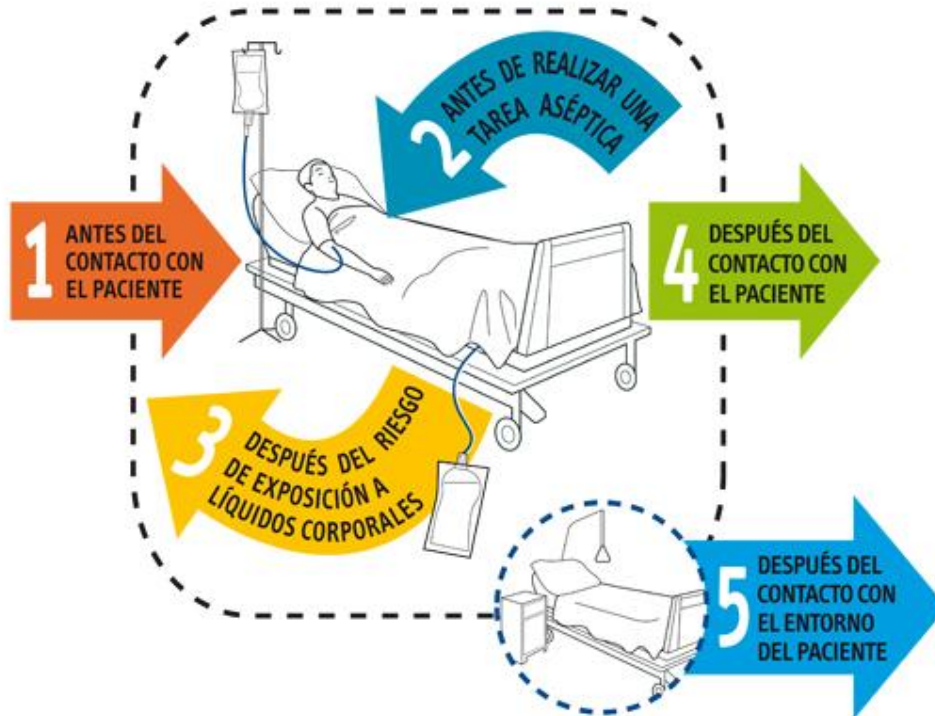 1
ANTES DEL
CONTACTO CON
EL PACIENTE
2
ANTES DE REALIZAR UNA
TAREA ASÉPTICA
3
DESPUÉS DEL RIESGO
DE EXPOSICIÓN A
LÍQUIDOS CORPORALES
4
DESPUÉS DEL
CONTACTO CON
EL PACIENTE
5
DESPUÉS DEL
CONTACTO CON
EL ENTORNO
DEL PACIENTE